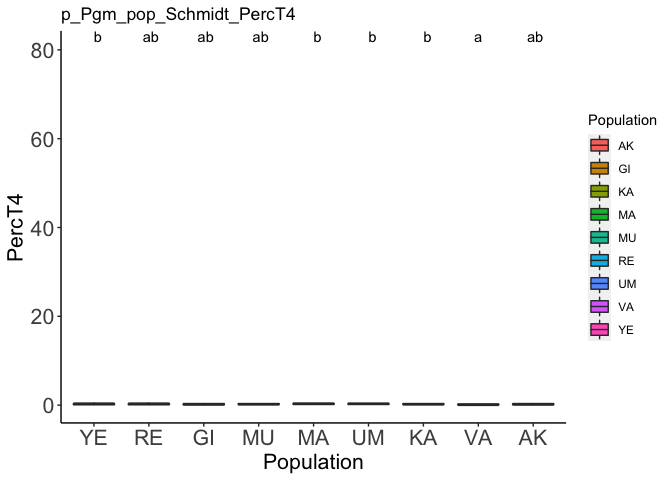 p_Pgm_pop_Schmidt_PercT4
b ab ab ab b b b a ab
80
60
40
20
0
PercT4
YE RE GI MU MA UM KA VA AK
Population
Population
AK
GI
KA
MA
MU
RE
UM
VA
YE